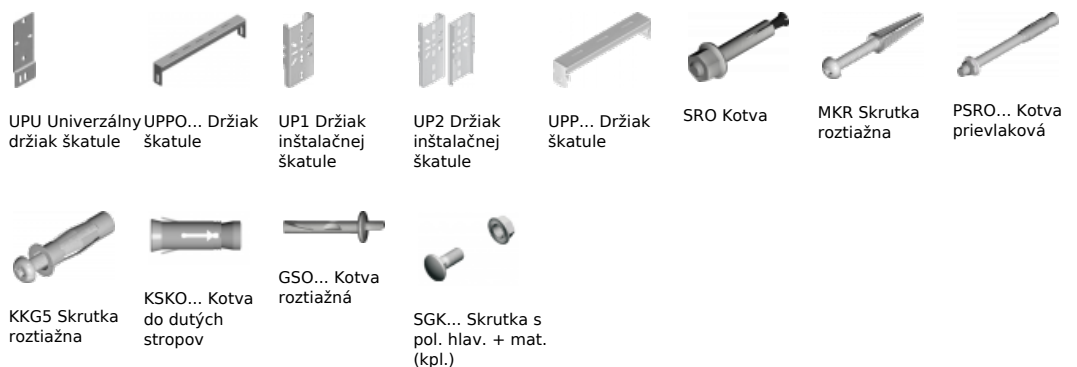 UPU Univerzálny
držiak škatule
UPPO... Držiak
škatule
UP1 Držiak
inštalačnej
škatule
UP2 Držiak
inštalačnej
škatule
UPP... Držiak
škatule
SRO Kotva
MKR Skrutka
roztiažna
PSRO... Kotva
prievlaková
KKG5 Skrutka
roztiažna
KSKO... Kotva
do dutých
stropov
GSO... Kotva
roztiažná
SGK... Skrutka s
pol. hlav. + mat.
(kpl.)